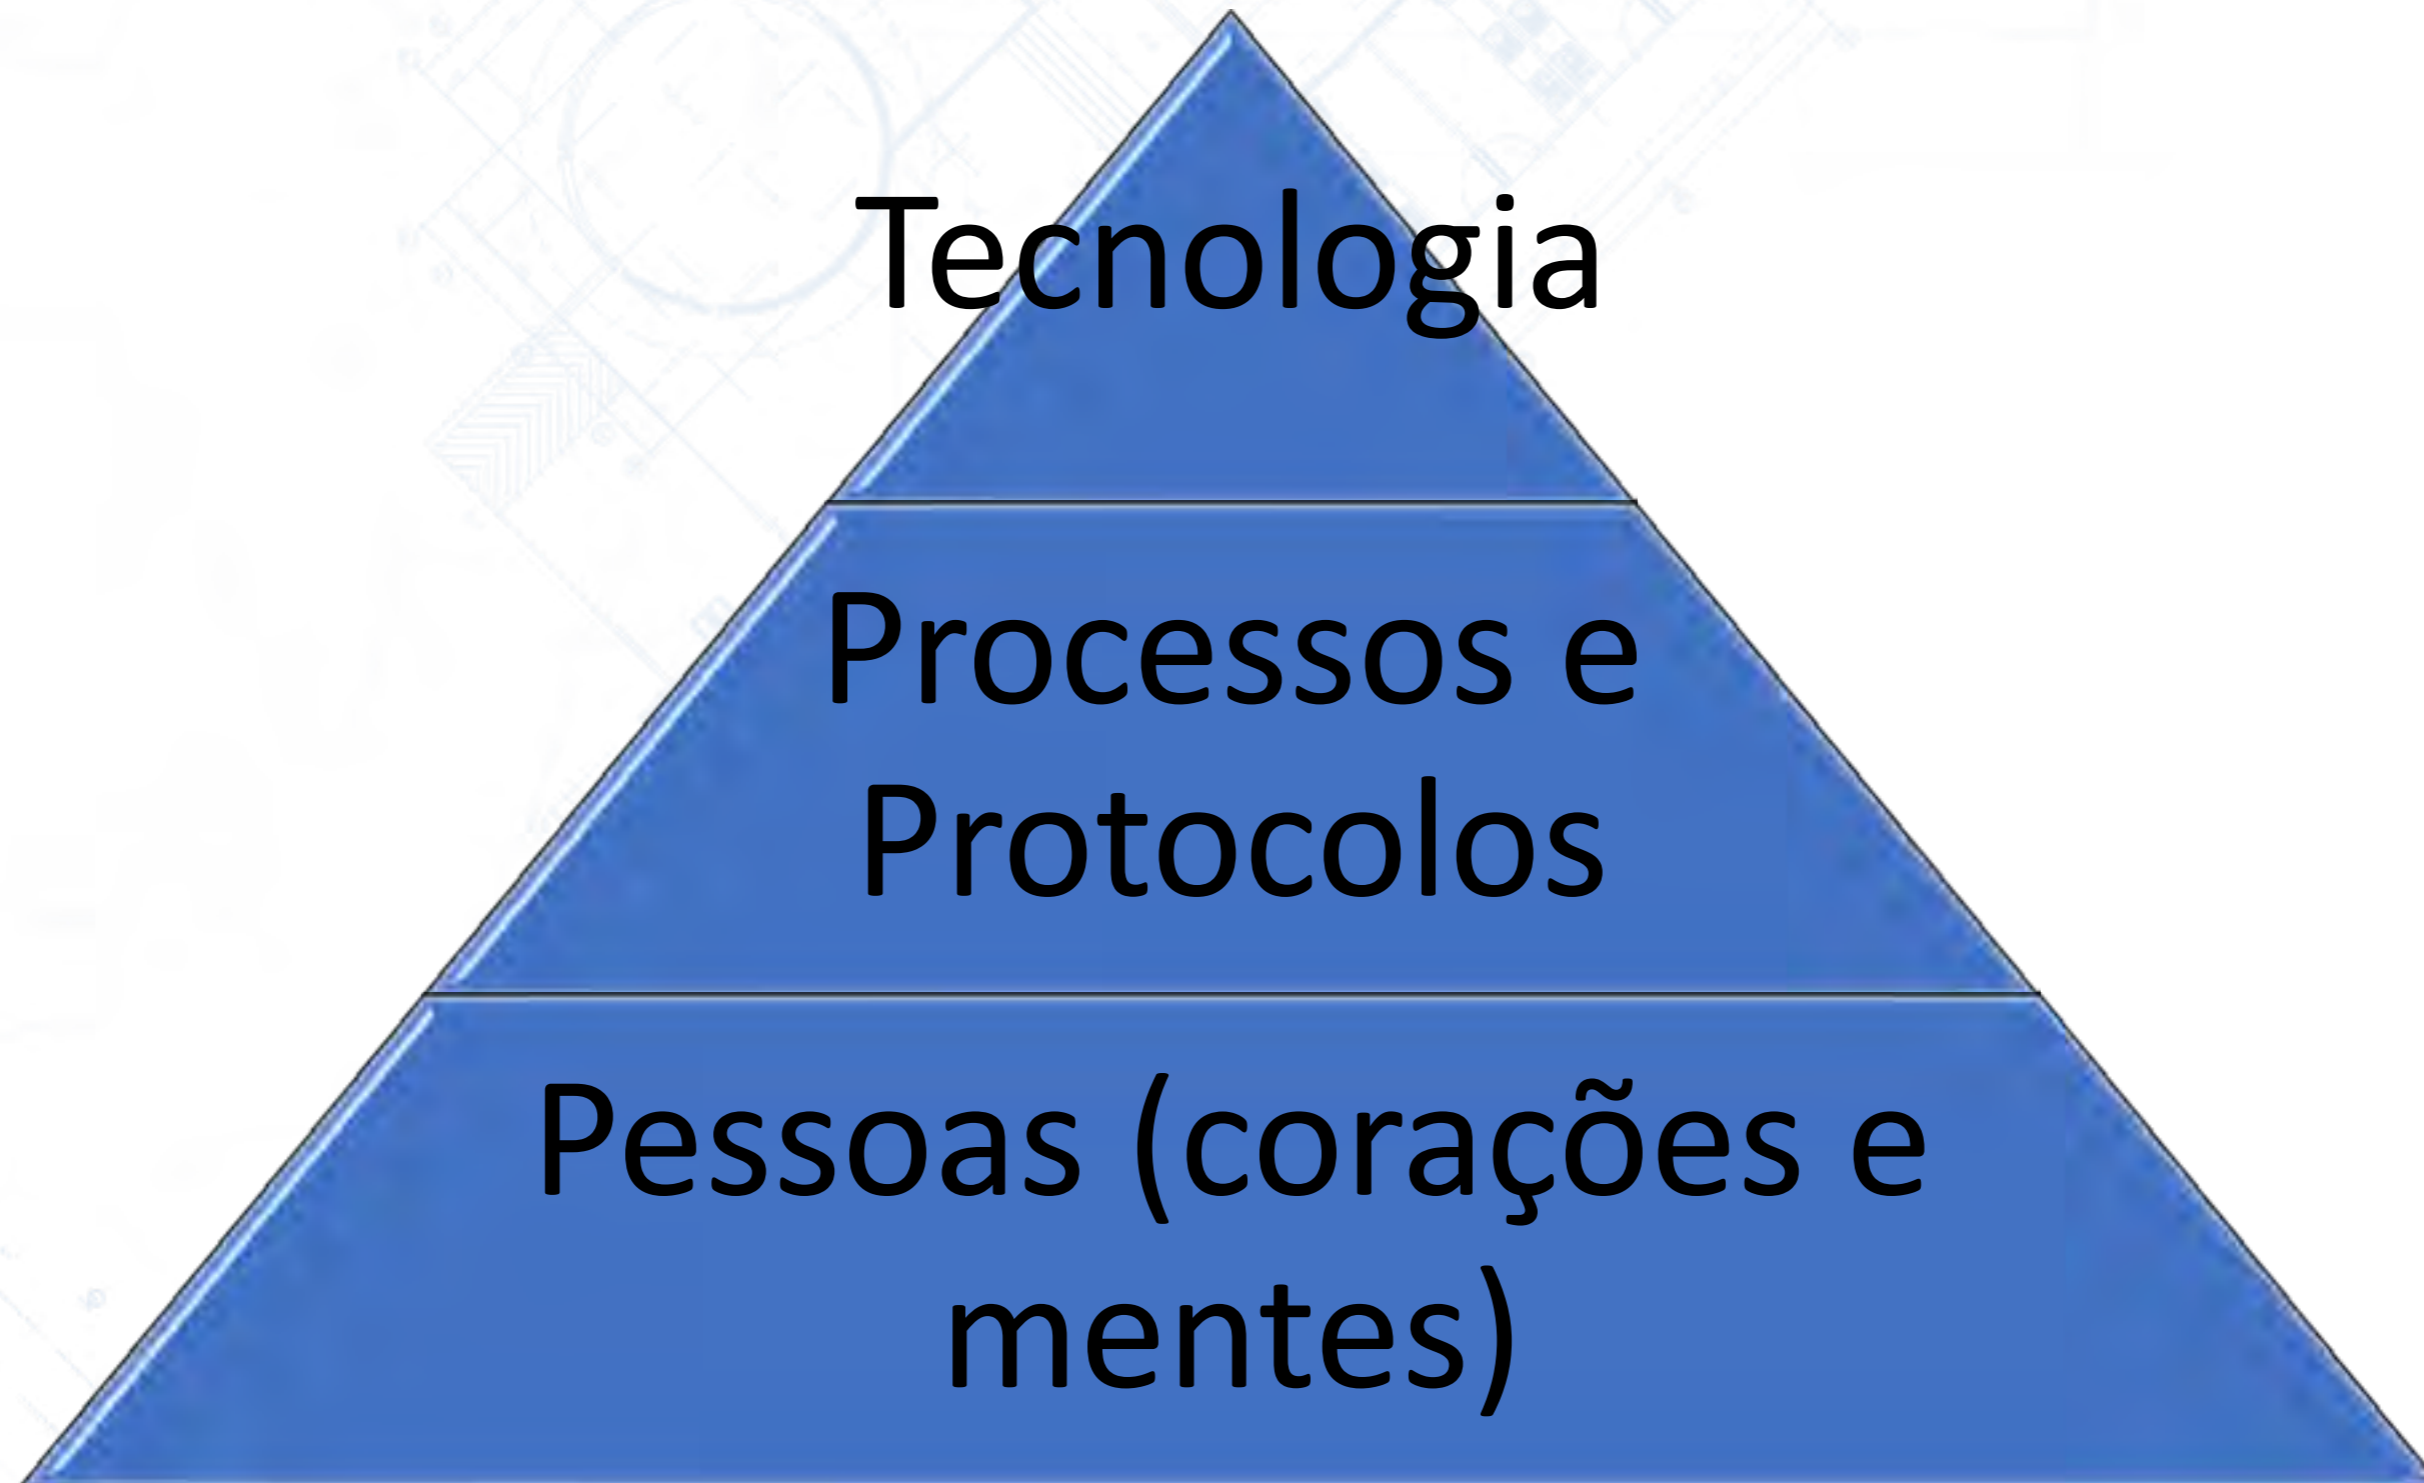 Tecnologia
Processos e
Protocolos
Pessoas (corações e
mentes)